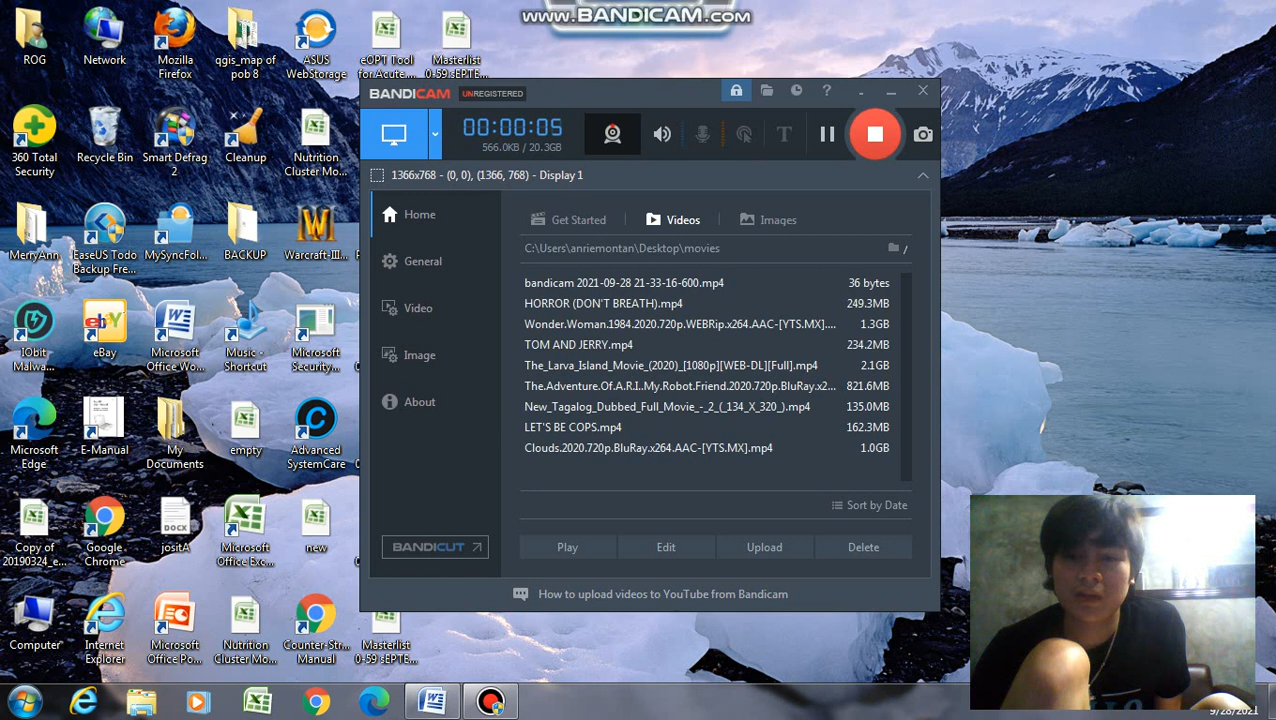 www.BANDICAM.com
ROG
Network
Mozilla
Firefox
qgis_map of
pob 8
ASUS
WebStorage
eOPT Tool
for Acute...
Masterlist
0-59 sEPTE...
360 Total
Security
Recycle Bin
Smart Defrag
2
Cleanup
Nutrition
Cluster Mo...
MerryAnn
EaseUS Todo
Backup Fre...
MySyncFol...
BACKUP
Warcraft-III...
IObit
Malwa...
eBay
Microsoft
Office Wo...
Music -
Shortcut
Microsoft
Security...
Microsoft
Edge
E-Manual
My
Documents
empty
Advanced
SystemCare
Copy of
20190324_e...
Google
Chrome
jositA
Microsoft
Office Exc...
new
Computer
Internet
Explorer
Microsoft
Office Po...
Nutrition
Cluster Mo...
Counter-Str...
Manual
Masterlist
0-59 sEPTE...
BANDICAM UNREGISTERED
00:00:05
566.0KB / 20.3GB
1366x768 - (0, 0), (1366, 768) - Display 1
Home
General
Video
Image
About
BANDICUT
Get Started
Videos
Images
C:\Users\anriemontan\Desktop\movies
bandicam 2021-09-28 21-33-16-600.mp4 36 bytes
HORROR (DON'T BREATH).mp4 249.3MB
Wonder.Woman.1984.2020.720p.WEBRip.x264.AAC-[YTS.MX].... 1.3GB
TOM AND JERRY.mp4 234.2MB
The_Larva_Island_Movie_(2020)_[1080p][WEB-DL][Full].mp4 2.1GB
The.Adventure.Of.A.R.I.My.Robot.Friend.2020.720p.BluRay.x2... 821.6MB
New_Tagalog_Dubbed_Full_Movie_-_2_(_134_X_320_).mp4 135.0MB
LET'S BE COPS.mp4 162.3MB
Clouds.2020.720p.BluRay.x264.AAC-[YTS.MX].mp4 1.0GB
Sort by Date
Play
Edit
Upload
Delete
How to upload videos to YouTube from Bandicam
9/28/2021